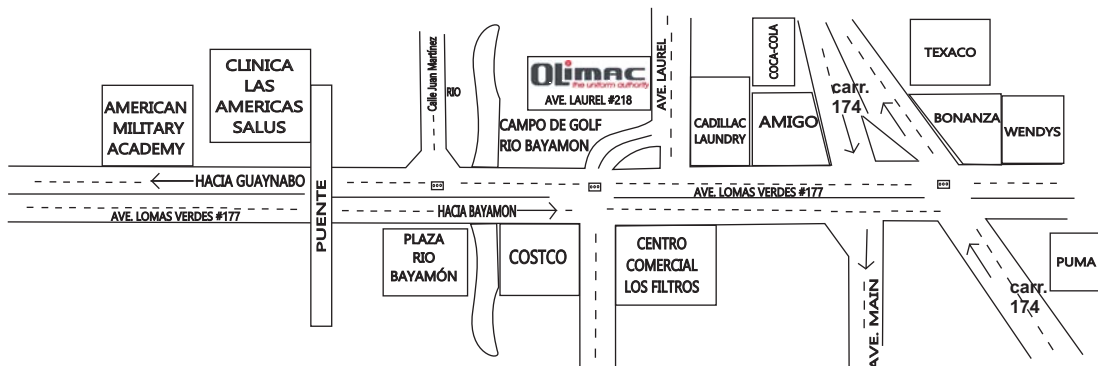 AMERICAN
MILITARY
ACADEMY
CLINICA
LAS
AMERICAS
SALUS
PUENTE
Calle Juan Martínez
RIO
OLimac
the uniform authority
AVE. LAUREL #218
CAMPO DE GOLF
RIO BAYAMON
AVE. LAUREL
CADILLAC
LAUNDRY
COCA-COLA
AMIGO
carr.
174
TEXACO
BONANZA
WENDYS
HACIA GUAYNABO
AVE. LOMAS VERDES #177
AVE. LOMAS VERDES #177
HACIA BAYAMON
PLAZA
RIO
BAYAMÓN
COSTCO
CENTRO
COMERCIAL
LOS FILTROS
AVE. MAIN
carr.
174
PUMA